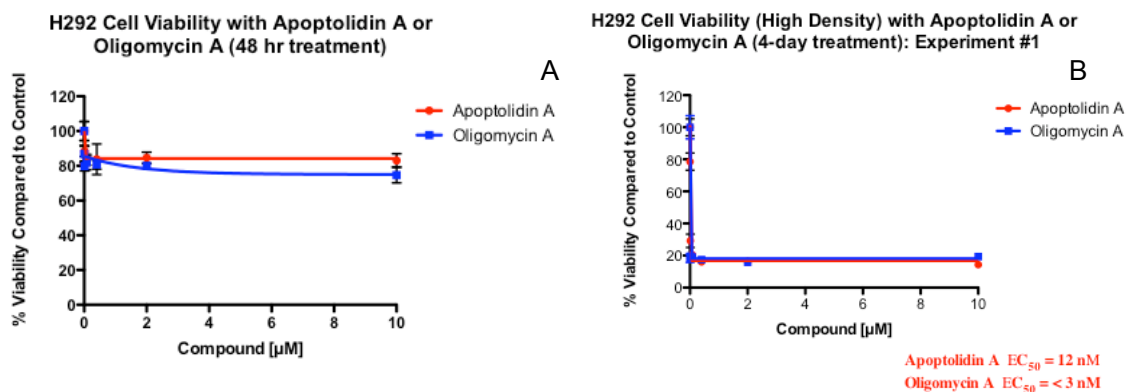 H292 Cell Viability with Apoptolidin A or
Oligomycin A (48 hr treatment)
A
% Viability Compared to Control
120
100
80
60
40
20
0
0 2 4 6 8 10
Compound [µM]
Apoptolidin A
Oligomycin A
H292 Cell Viability (High Density) with Apoptolidin A or
Oligomycin A (4-day treatment): Experiment #1
B
% Viability Compared to Control
120
100
80
60
40
20
0
0 2 4 6 8 10
Compound [µM]
Apoptolidin A
Oligomycin A
Apoptolidin A EC50 = 12 nM
Oligomycin A EC50 = < 3 nM